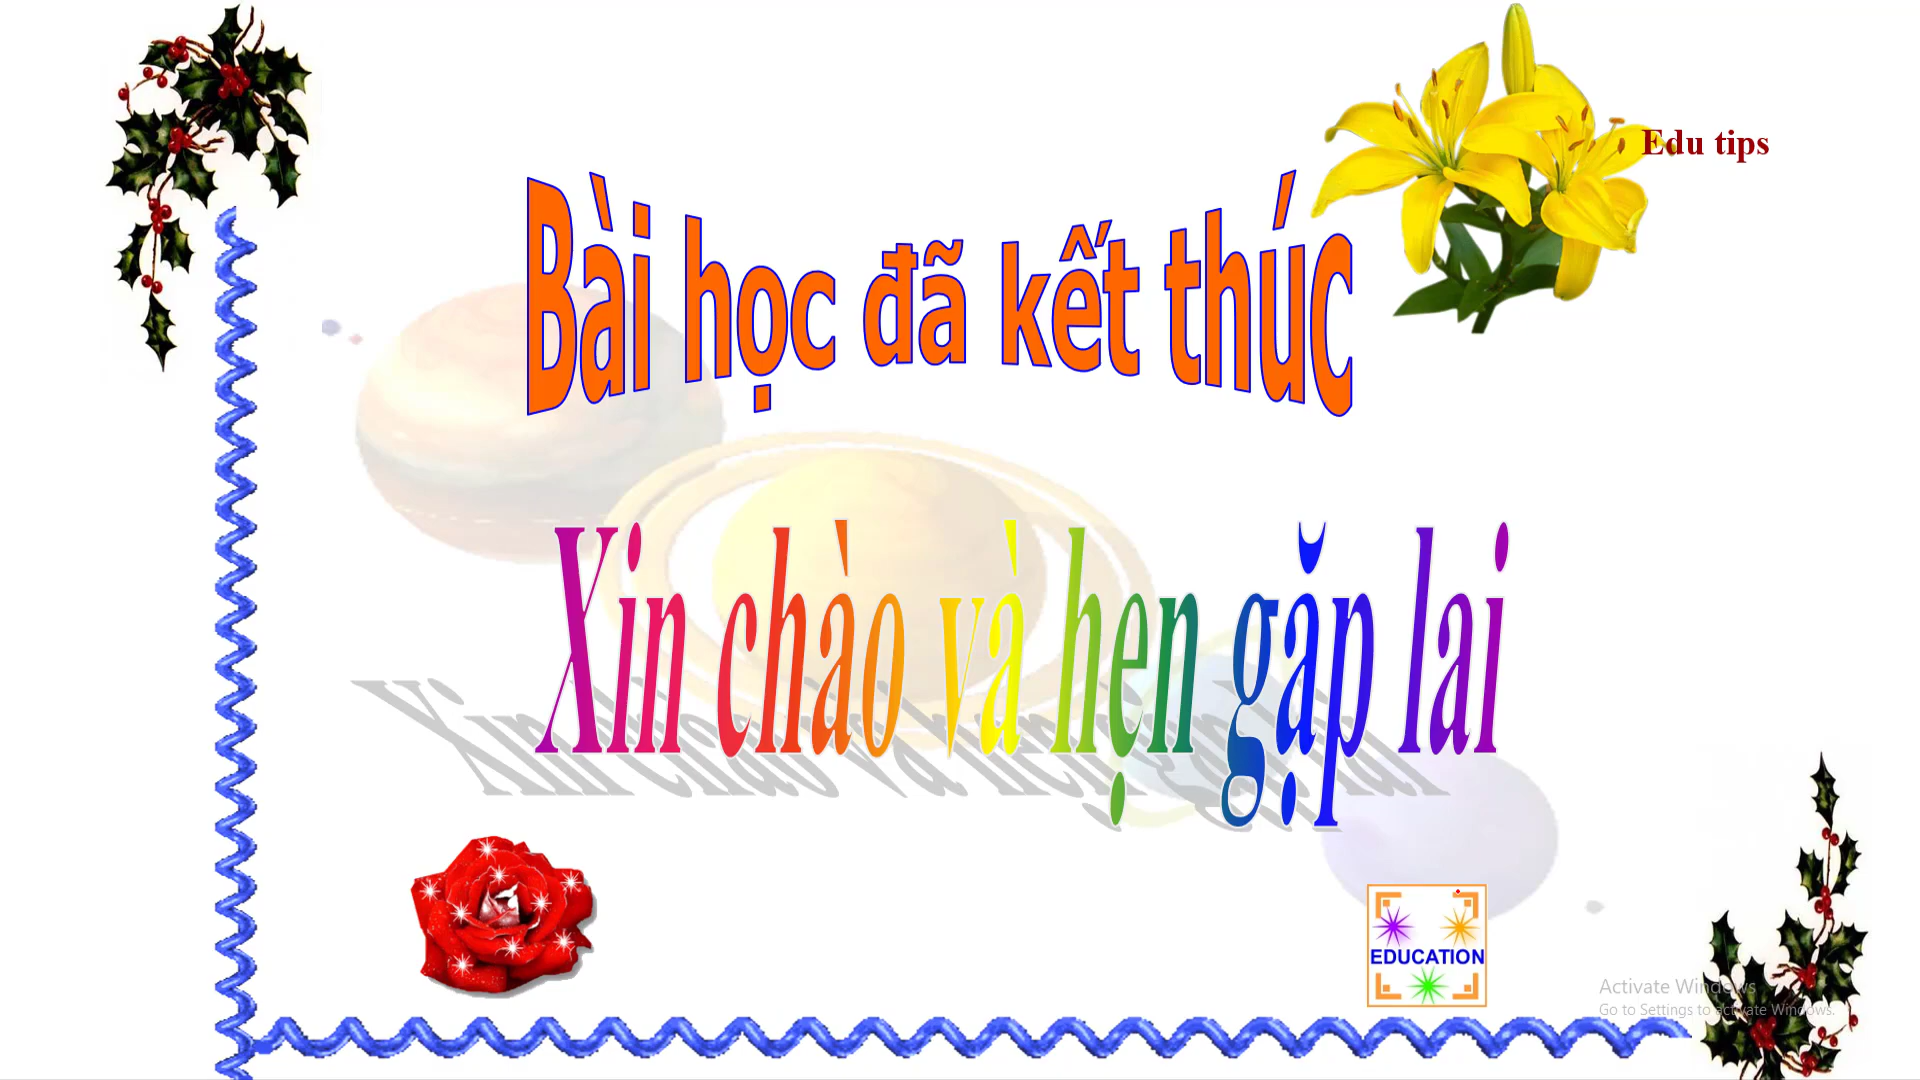 Edu tips
Bài học đã kết thúc
Xin chào và hẹn gặp lai
EDUCATION
Activate Windows
Go to Settings to activate Windows.